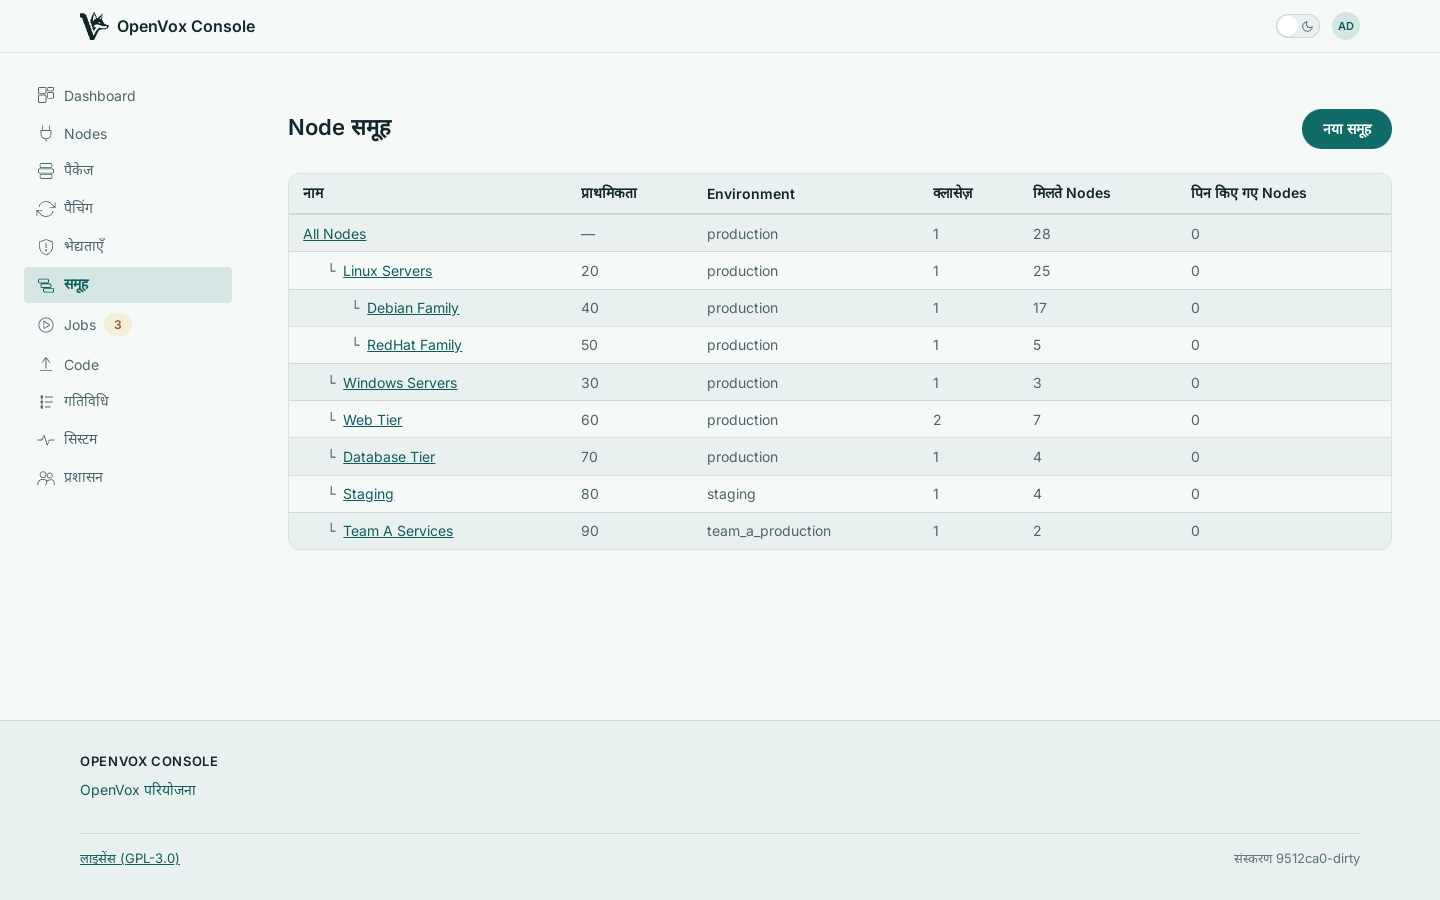 OpenVox Console
AD
Dashboard
Nodes
पैकेज
पैचिंग
भेद्यताएँ
समूह
Jobs 3
Code
गतिविधि
सिस्टम
प्रशासन
Node समूह
नया समूह
नाम प्राथमिकता Environment क्लासेज़ मिलते Nodes पिन किए गए Nodes
All Nodes — production 1 28 0
└ Linux Servers 20 production 1 25 0
└ Debian Family 40 production 1 17 0
└ RedHat Family 50 production 1 5 0
└ Windows Servers 30 production 1 3 0
└ Web Tier 60 production 2 7 0
└ Database Tier 70 production 1 4 0
└ Staging 80 staging 1 4 0
└ Team A Services 90 team_a_production 1 2 0
OPENVOX CONSOLE
OpenVox परियोजना
लाइसेंस (GPL-3.0)
संस्करण 9512ca0-dirty